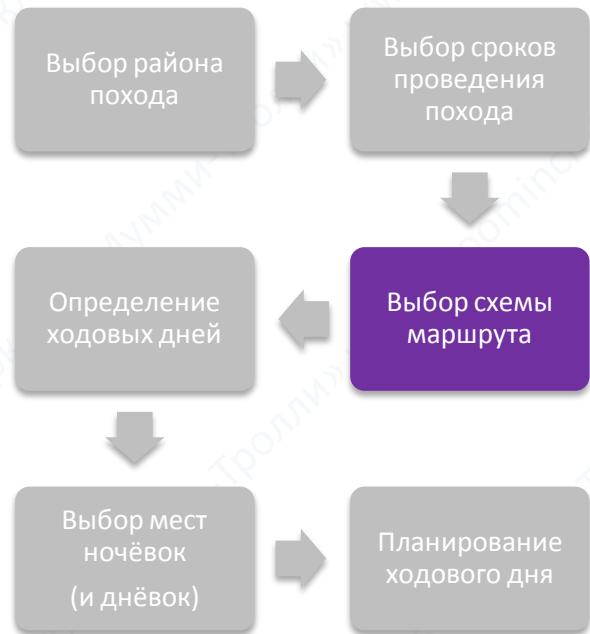 Выбор района
похода
Выбор сроков
проведения
похода
Выбор схемы
маршрута
Определение
ходовых дней
Выбор мест
ночёвок
(и днёвок)
Планирование
ходового дня